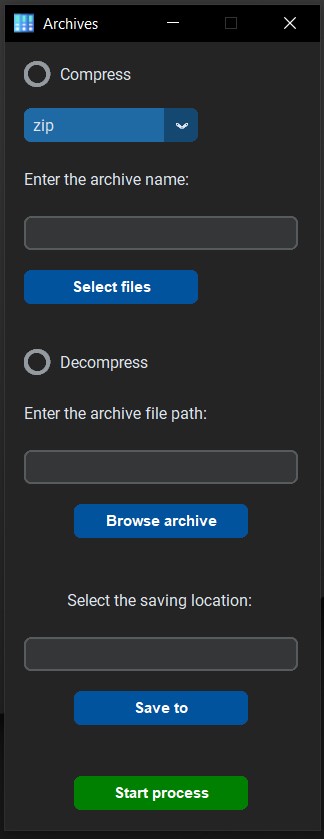 Archives
Compress
zip
Enter the archive name:
Select files
Decompress
Enter the archive file path:
Browse archive
Select the saving location:
Save to
Start process